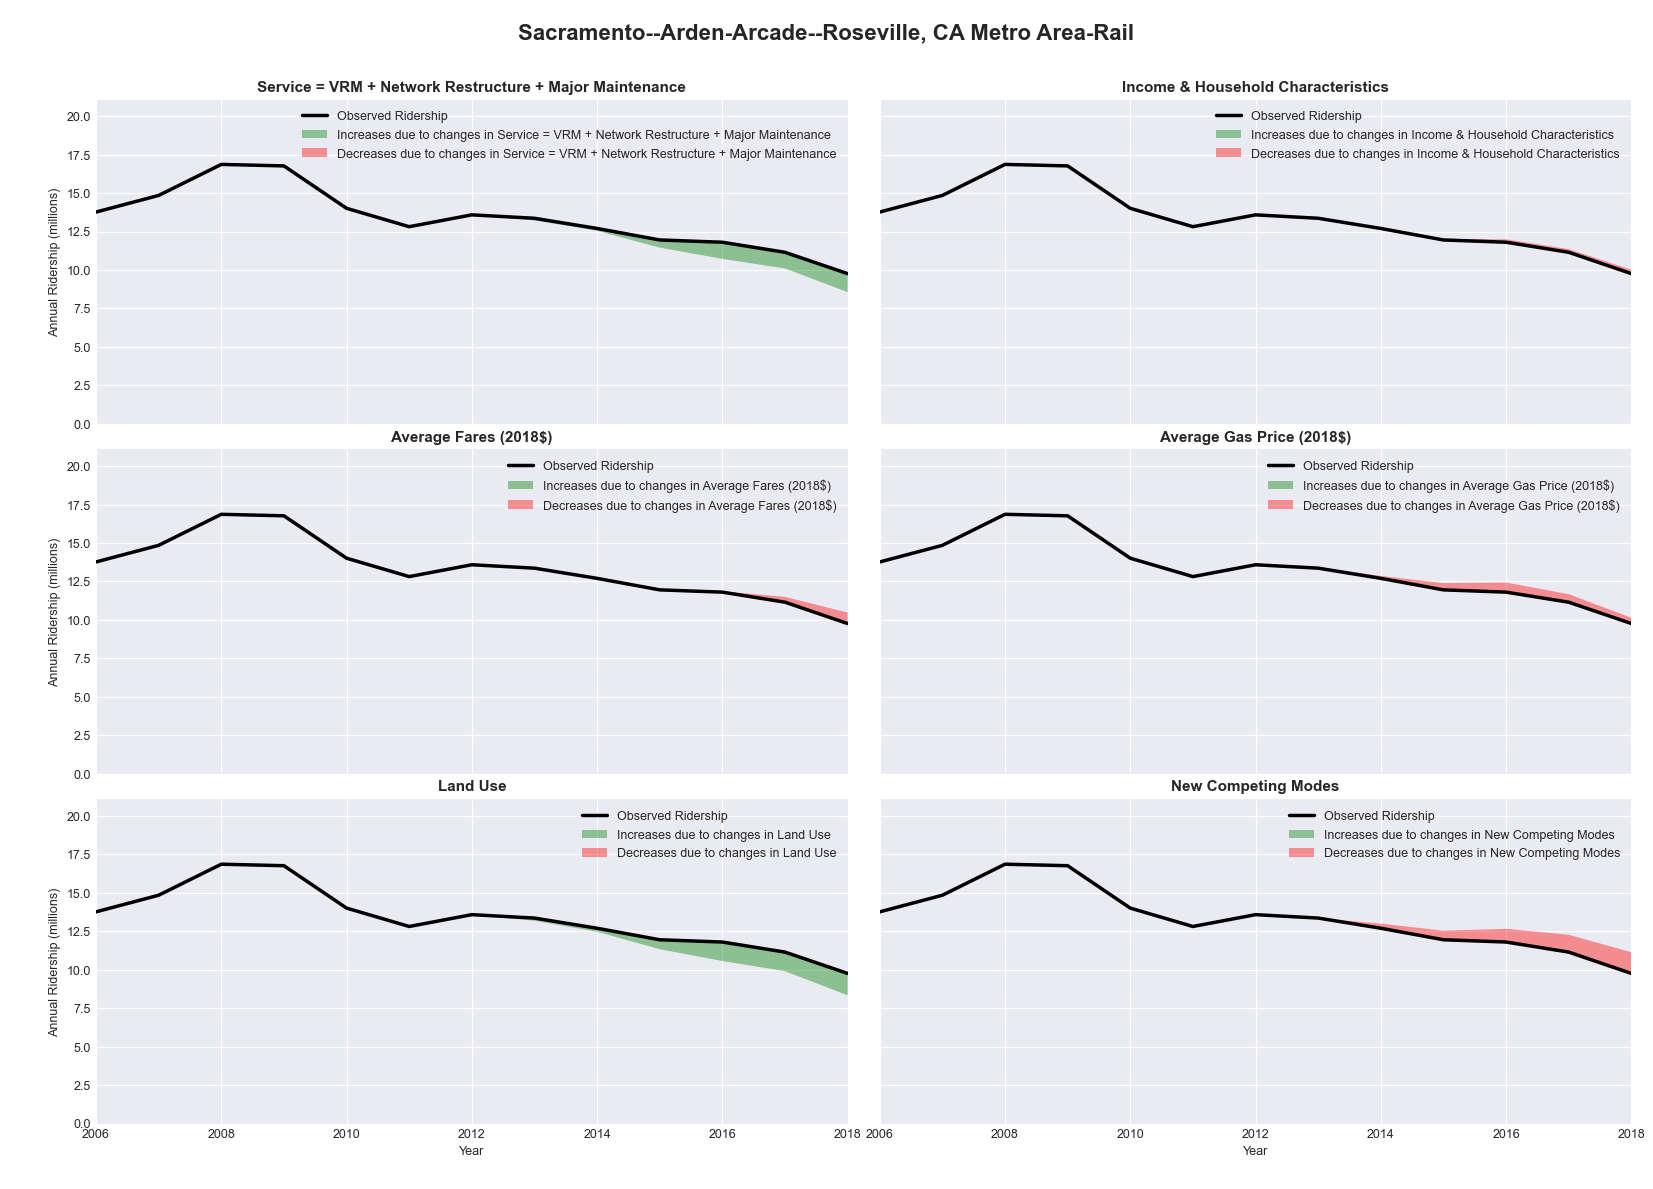 Sacramento--Arden-Arcade--Roseville, CA Metro Area-Rail
Service = VRM + Network Restructure + Major Maintenance
Observed Ridership
Increases due to changes in Service = VRM + Network Restructure + Major Maintenance
Decreases due to changes in Service = VRM + Network Restructure + Major Maintenance
Annual Ridership (millions)
20.0
17.5
15.0
12.5
10.0
7.5
5.0
2.5
0.0
Income & Household Characteristics
Observed Ridership
Increases due to changes in Income & Household Characteristics
Decreases due to changes in Income & Household Characteristics
Average Fares (2018$)
Observed Ridership
Increases due to changes in Average Fares (2018$)
Decreases due to changes in Average Fares (2018$)
Annual Ridership (millions)
20.0
17.5
15.0
12.5
10.0
7.5
5.0
2.5
0.0
Average Gas Price (2018$)
Observed Ridership
Increases due to changes in Average Gas Price (2018$)
Decreases due to changes in Average Gas Price (2018$)
Land Use
Observed Ridership
Increases due to changes in Land Use
Decreases due to changes in Land Use
Annual Ridership (millions)
20.0
17.5
15.0
12.5
10.0
7.5
5.0
2.5
0.0
2006 2008 2010 2012 2014 2016 2018
Year
New Competing Modes
Observed Ridership
Increases due to changes in New Competing Modes
Decreases due to changes in New Competing Modes
2006 2008 2010 2012 2014 2016 2018
Year